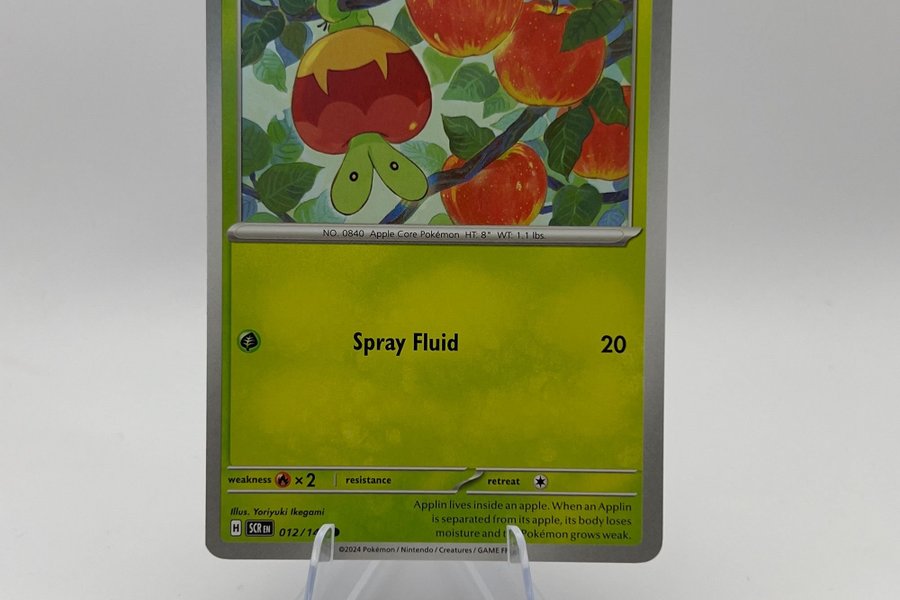 NO. 0840 Apple Core Pokémon HT: 8" WT: 1.1 lbs.
Spray Fluid 20
weakness ×2 resistance retreat
Illus. Yoriyuki Ikegami
Applin lives inside an apple. When an Applin
is separated from its apple, its body loses
moisture and Pokémon grows weak.
H SCR EN 012/14
©2024 Pokémon / Nintendo / Creatures / GAME